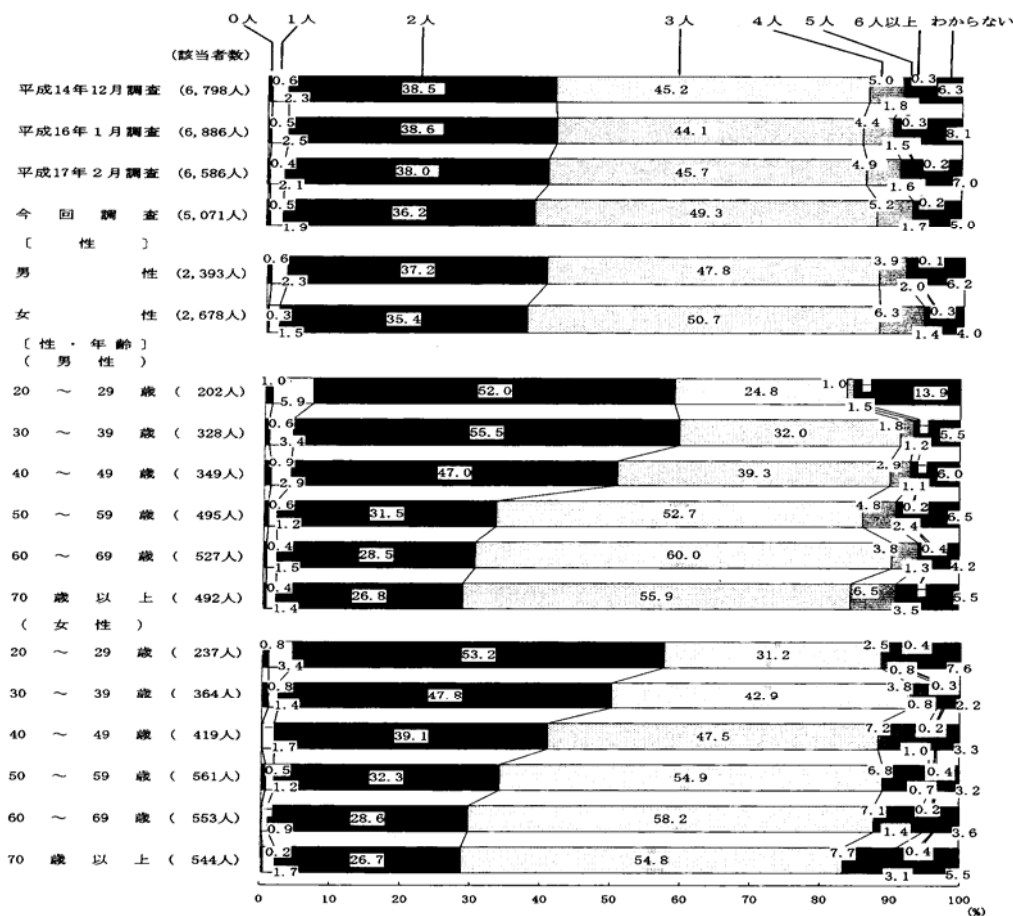 0人 1人 2人 3人 4人 5人 6人以上 わからない
(該当者数)
平成14年12月調査 (6,798人) 0.6 2.3 38.5 45.2 5.0 1.8 0.3 6.3
平成16年1月調査 (6,886人) 0.5 2.5 38.6 44.1 4.4 1.5 0.3 8.1
平成17年2月調査 (6,586人) 0.4 2.1 38.0 45.7 4.9 1.6 0.2 7.0
今回調査 (5,071人) 0.5 1.9 36.2 49.3 5.2 1.7 0.2 5.0
〔 性 〕
男性 (2,393人) 0.6 2.3 37.2 47.8 3.9 2.0 0.1 6.2
女性 (2,678人) 0.3 1.5 35.4 50.7 6.3 1.4 0.3 4.0
〔 性・年齢 〕
( 男性 )
20 ～ 29 歳 ( 202人) 1.0 5.9 52.0 24.8 1.0 1.5 13.9
30 ～ 39 歳 ( 328人) 0.6 3.4 55.5 32.0 1.8 1.2 5.5
40 ～ 49 歳 ( 349人) 0.9 2.9 47.0 39.3 2.9 1.1 6.0
50 ～ 59 歳 ( 495人) 0.6 1.2 31.5 52.7 4.8 2.4 0.2 6.5
60 ～ 69 歳 ( 527人) 0.4 1.5 28.5 60.0 3.8 1.3 0.4 4.2
70 歳以上 ( 492人) 0.4 1.4 26.8 55.9 6.5 3.5 5.5
( 女性 )
20 ～ 29 歳 ( 237人) 0.8 3.4 53.2 31.2 2.5 0.8 0.4 7.6
30 ～ 39 歳 ( 364人) 0.8 1.4 47.8 42.9 3.8 0.8 0.3 2.2
40 ～ 49 歳 ( 419人) 1.7 39.1 47.5 7.2 1.0 0.2 3.3
50 ～ 59 歳 ( 561人) 0.5 1.2 32.3 54.9 6.8 0.7 0.4 3.2
60 ～ 69 歳 ( 553人) 0.9 28.6 58.2 7.1 1.4 0.2 3.6
70 歳以上 ( 544人) 0.2 1.7 26.7 54.8 7.7 3.1 0.4 5.5
0 10 20 30 40 50 60 70 80 90 100
(%)